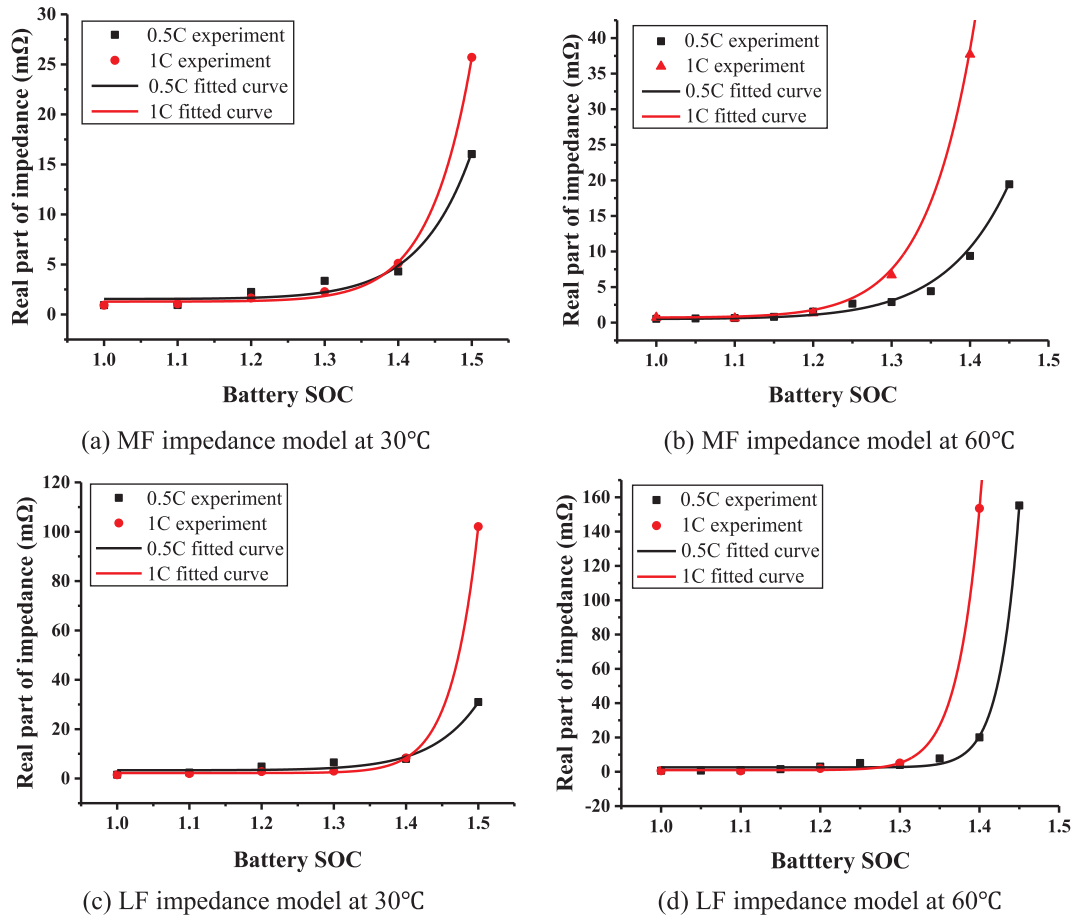 30
25
20
15
10
5
0
Real part of impedance (mΩ)
0.5C experiment
1C experiment
0.5C fitted curve
1C fitted curve
1.0 1.1 1.2 1.3 1.4 1.5
Battery SOC
(a) MF impedance model at 30℃
40
35
30
25
20
15
10
5
0
Real part of impedance (mΩ)
0.5C experiment
1C experiment
0.5C fitted curve
1C fitted curve
1.0 1.1 1.2 1.3 1.4 1.5
Battery SOC
(b) MF impedance model at 60℃
120
100
80
60
40
20
0
Real part of impedance (mΩ)
0.5C experiment
1C experiment
0.5C fitted curve
1C fitted curve
1.0 1.1 1.2 1.3 1.4 1.5
Battery SOC
(c) LF impedance model at 30℃
160
140
120
100
80
60
40
20
0
-20
Real part of impedance (mΩ)
0.5C experiment
1C experiment
0.5C fitted curve
1C fitted curve
1.0 1.1 1.2 1.3 1.4 1.5
Batttery SOC
(d) LF impedance model at 60℃